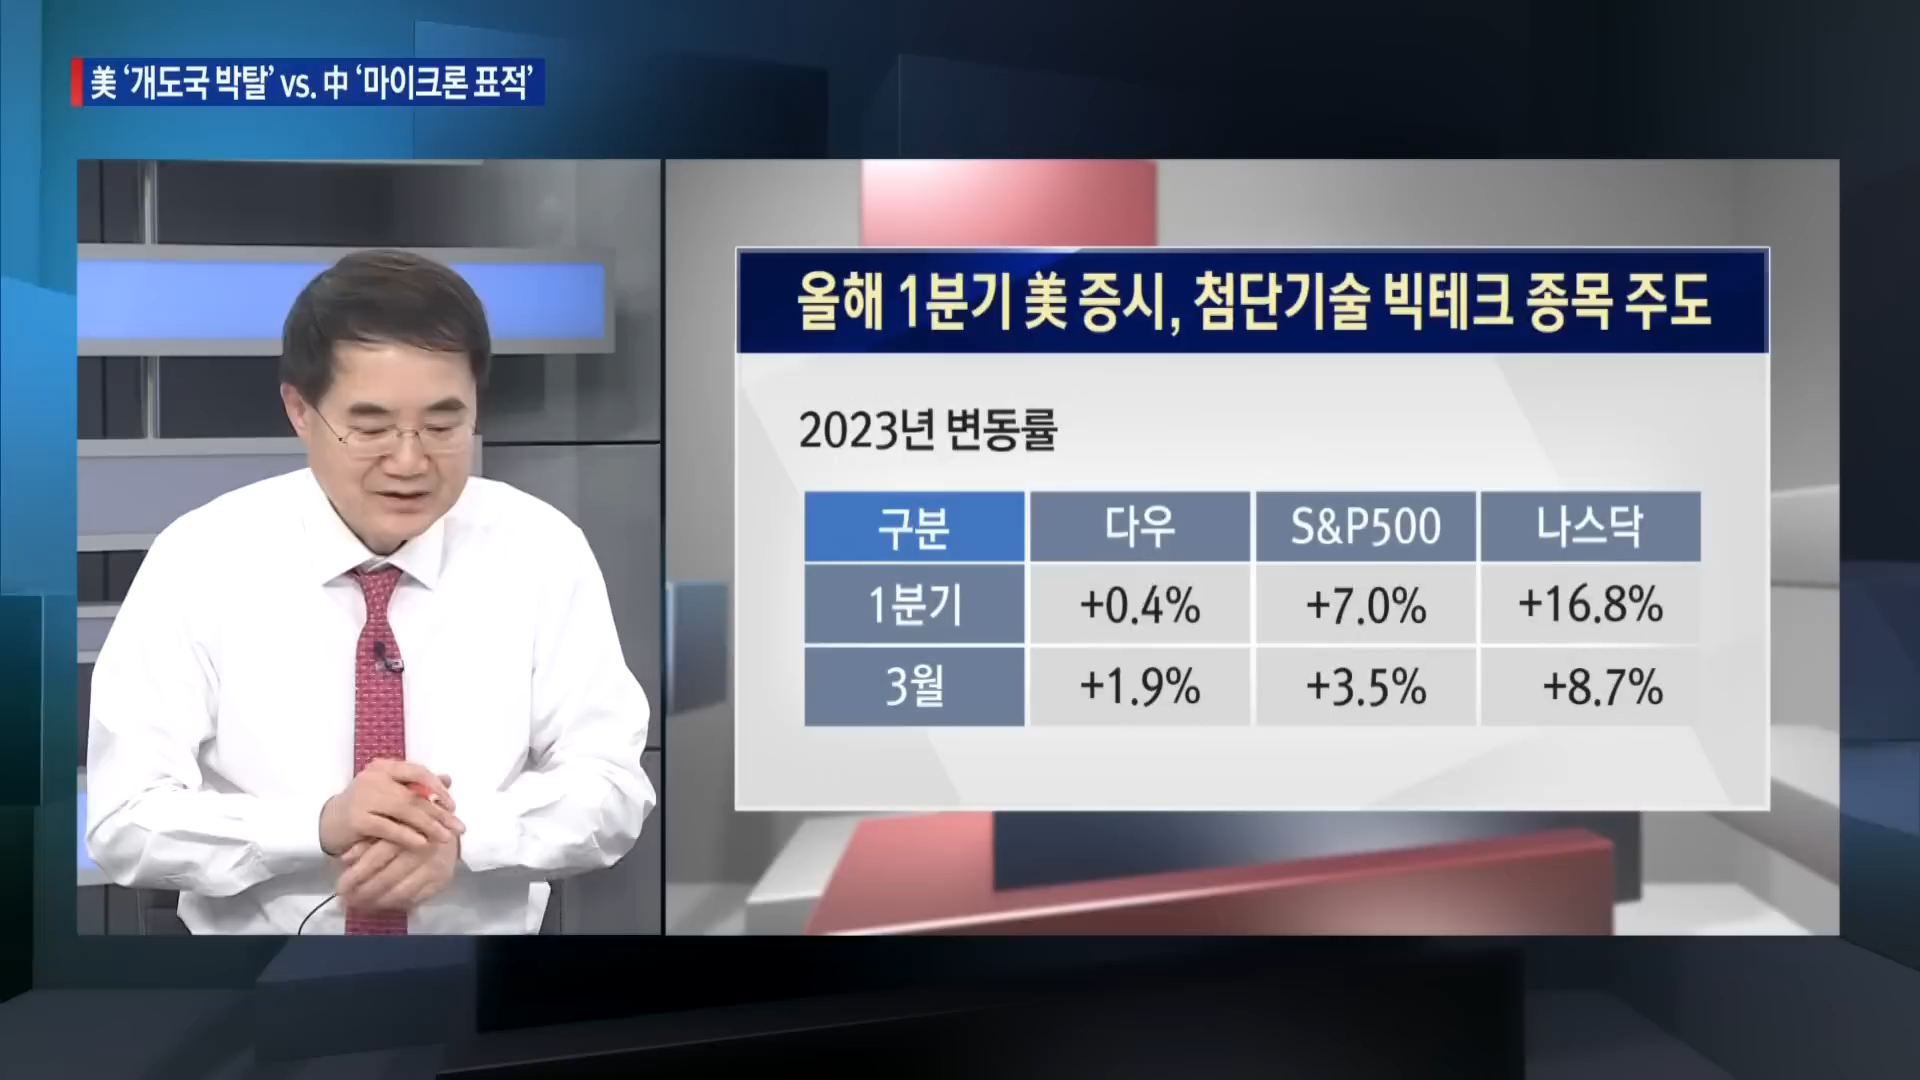 美 ‘개도국 박탈’ vs. 中 ‘마이크론 표적’
올해 1분기 美 증시, 첨단기술 빅테크 종목 주도
2023년 변동률
구분 다우 S&P500 나스닥
1분기 +0.4% +7.0% +16.8%
3월 +1.9% +3.5% +8.7%